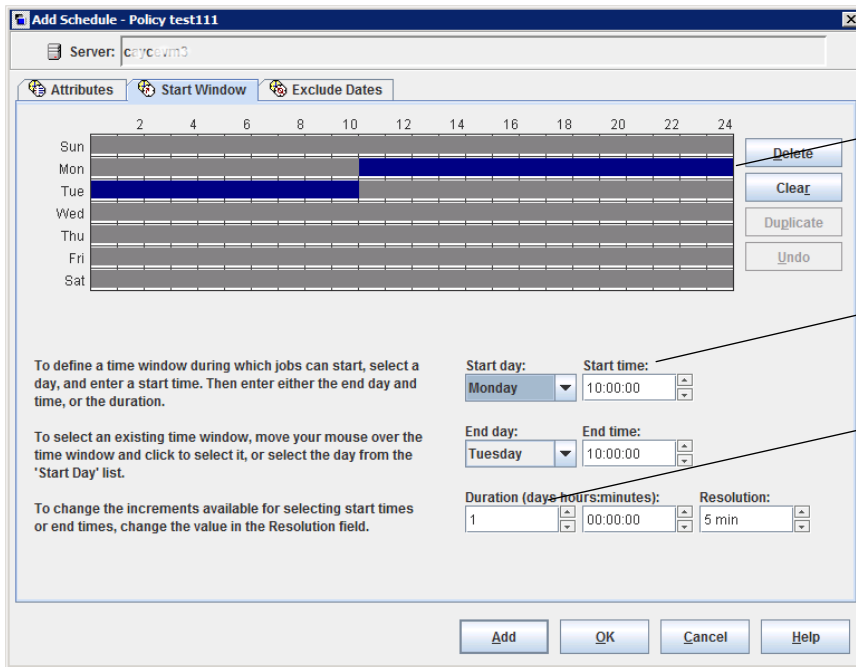 Add Schedule - Policy test111
Server:
Attributes Start Window Exclude Dates
2 4 6 8 10 12 14 16 18 20 22 24
Sun
Mon
Tue
Wed
Thu
Fri
Sat
Delete
Clear
Duplicate
Undo
To define a time window during which jobs can start, select a
day, and enter a start time. Then enter either the end day and
time, or the duration.
To select an existing time window, move your mouse over the
time window and click to select it, or select the day from the
'Start Day' list.
To change the increments available for selecting start times
or end times, change the value in the Resolution field.
Start day: Start time:
Monday 10:00:00
End day: End time:
Tuesday 10:00:00
Duration (days hours:minutes): Resolution:
1 00:00:00 5 min
Add OK Cancel Help